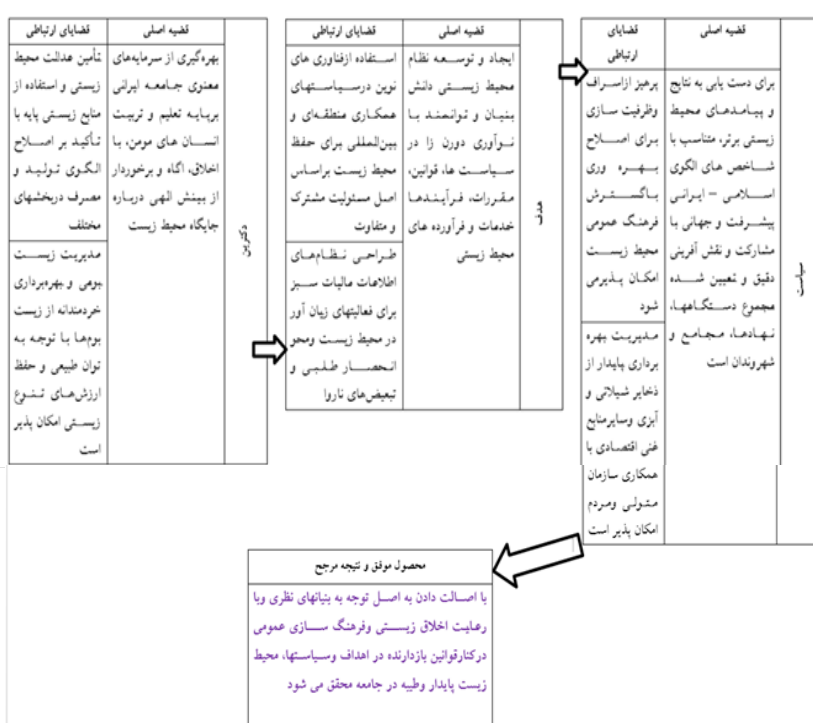 دکترین
قضیه اصلی
بهره‌گیری از سرمایه‌های
معنوی جامعه ایرانی
برپایه تعلیم و تربیت
انسان های مومن، با
اخلاق، اگاه و برخوردار
از بینش الهی درباره
جایگاه محیط زیست
قضایای ارتباطی
تأمین عدالت محیط
زیستی و استفاده از
منابع زیستی پایه با
تأکید بر اصلاح
الگوی تولید و
مصرف دربخشهای
مختلف
مدیریت زیست
بومی و بهره‌برداری
خردمندانه از زیست
بوم‌ها با توجه به
توان طبیعی و حفظ
ارزش‌های تنوع
زیستی امکان پذیر
است
هدف
قضیه اصلی
ایجاد و توسعه نظام
محیط زیستی دانش
بنیان و توانمند با
نوآوری دورن زا در
سیاست ها، قوانین،
مقررات، فرآیندها
خدمات و فرآورده های
محیط زیستی
قضایای ارتباطی
استفاده ازفناوری های
نوین درسیاستهای
همکاری منطقه‌ای و
بین‌المللی برای حفظ
محیط زیست براساس
اصل مسئولیت مشترک
و متفاوت
طراحی نظام‌های
اطلاعات مالیات سبز
برای فعالیتهای زیان آور
در محیط زیست ومحو
انحصار طلبی و
تبعیض‌های ناروا
سیاست
قضیه اصلی
برای دست یابی به نتایج
و پیامدهای محیط
زیستی برتر، متناسب با
شاخص های الگوی
اسلامی – ایرانی
پیشرفت و جهانی با
مشارکت و نقش آفرینی
دقیق و تعیین شده
مجموع دستگاهها،
نهادها، مجامع و
شهروندان است
قضایای
ارتباطی
پرهیز ازاسراف
وظرفیت سازی
برای اصلاح
بهره وری
باگسترش
فرهنگ عمومی
محیط زیست
امکان پذیرمی
شود
مدیریت بهره
برداری پایدار از
ذخایر شیلاتی و
آبزی وسایرمنابع
غنی اقتصادی با
همکاری سازمان
متولی ومردم
امکان پذیر است
محصول موفق و نتیجه مرجح
با اصالت دادن به اصل توجه به بنیانهای نظری وبا
رعایت اخلاق زیستی وفرهنگ سازی عمومی
درکنارقوانین بازدارنده در اهداف وسیاستها، محیط
زیست پایدار وطیبه در جامعه محقق می شود